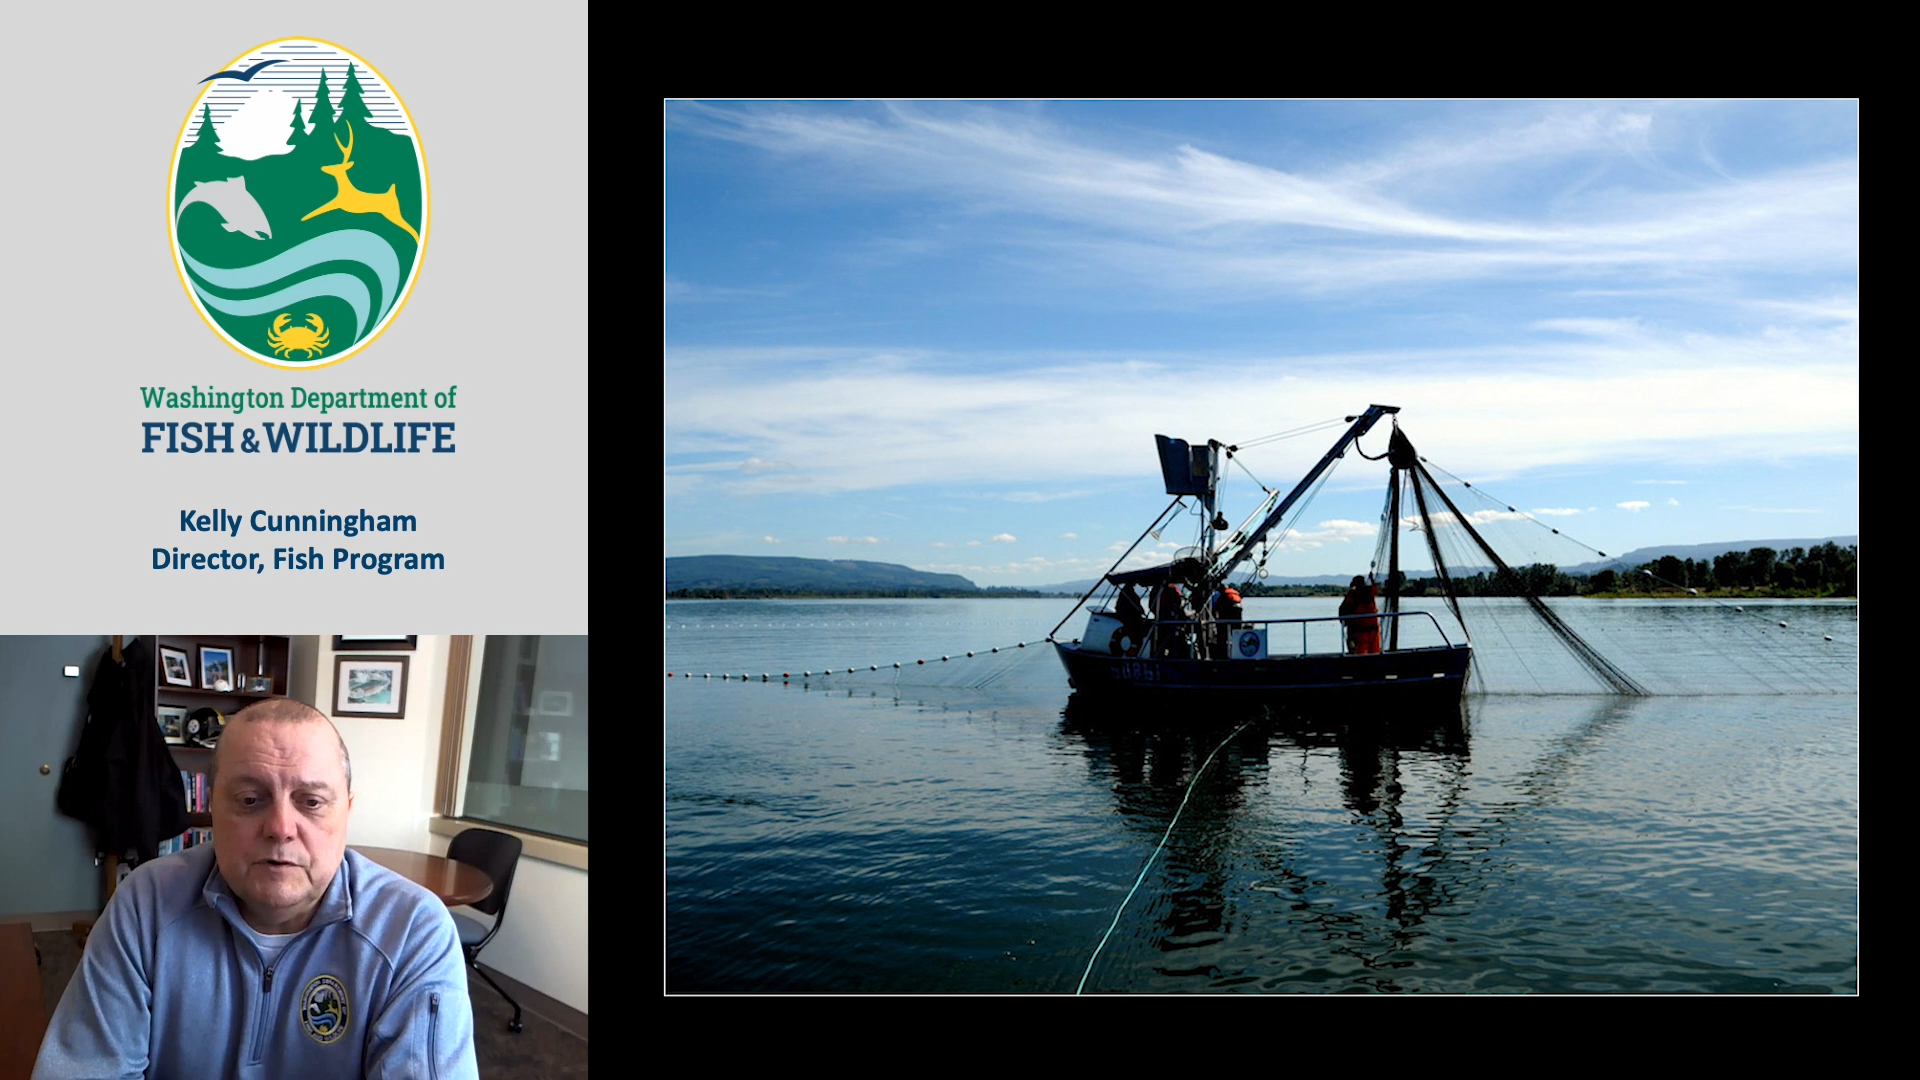 Washington Department of
FISH & WILDLIFE
Kelly Cunningham
Director, Fish Program